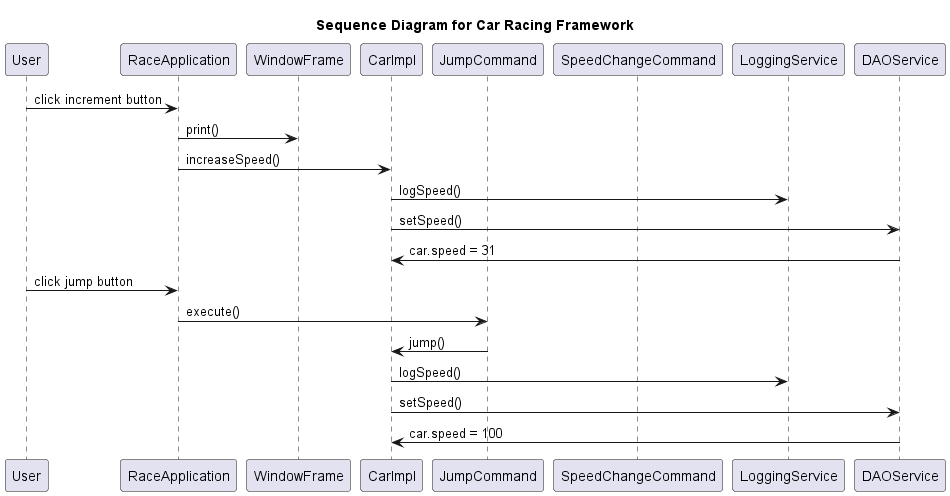 Sequence Diagram for Car Racing Framework
User RaceApplication WindowFrame CarImpl JumpCommand SpeedChangeCommand LoggingService DAOService
click increment button
print()
increaseSpeed()
logSpeed()
setSpeed()
car.speed = 31
click jump button
execute()
jump()
logSpeed()
setSpeed()
car.speed = 100
User RaceApplication WindowFrame CarImpl JumpCommand SpeedChangeCommand LoggingService DAOService